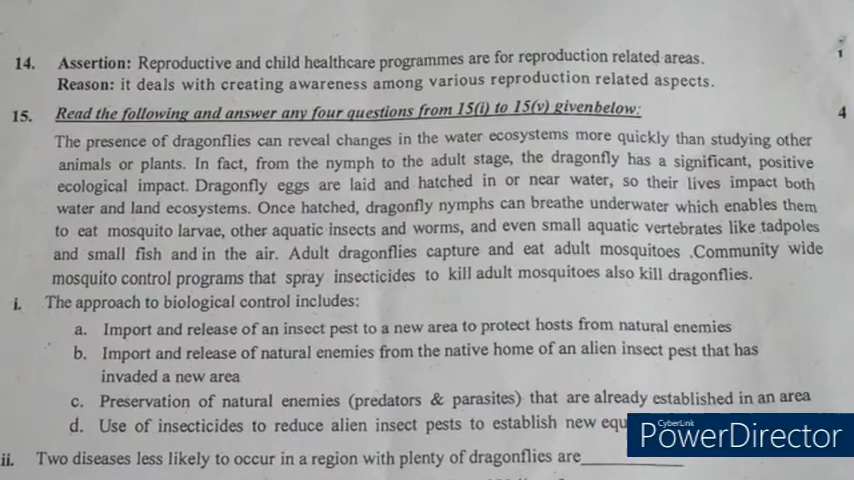 14. Assertion: Reproductive and child healthcare programmes are for reproduction related areas. 1
Reason: it deals with creating awareness among various reproduction related aspects.
15. Read the following and answer any four questions from 15(i) to 15(v) givenbelow: 4
The presence of dragonflies can reveal changes in the water ecosystems more quickly than studying other
animals or plants. In fact, from the nymph to the adult stage, the dragonfly has a significant, positive
ecological impact. Dragonfly eggs are laid and hatched in or near water, so their lives impact both
water and land ecosystems. Once hatched, dragonfly nymphs can breathe underwater which enables them
to eat mosquito larvae, other aquatic insects and worms, and even small aquatic vertebrates like tadpoles
and small fish and in the air. Adult dragonflies capture and eat adult mosquitoes .Community wide
mosquito control programs that spray insecticides to kill adult mosquitoes also kill dragonflies.
i. The approach to biological control includes:
a. Import and release of an insect pest to a new area to protect hosts from natural enemies
b. Import and release of natural enemies from the native home of an alien insect pest that has
invaded a new area
c. Preservation of natural enemies (predators & parasites) that are already established in an area
d. Use of insecticides to reduce alien insect pests to establish new
CyberLink
PowerDirector
ii. Two diseases less likely to occur in a region with plenty of dragonflies are____________